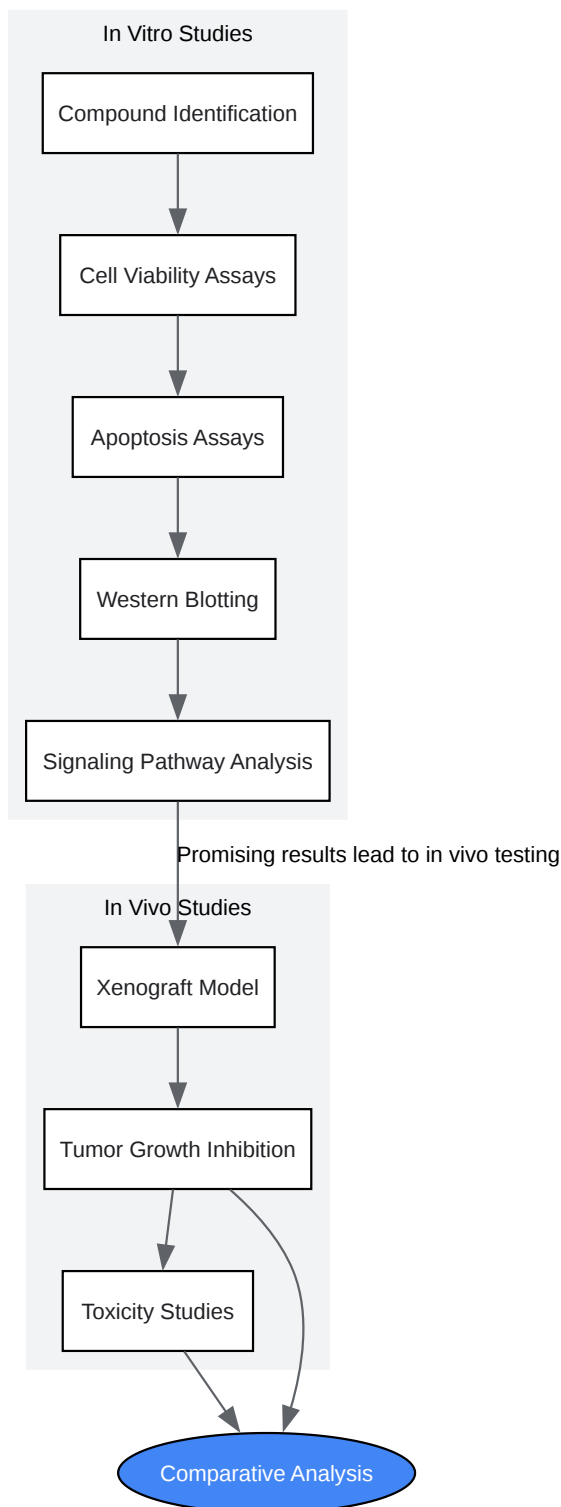 In Vitro Studies
Compound Identification
Cell Viability Assays
Apoptosis Assays
Western Blotting
Signaling Pathway Analysis
Promising results lead to in vivo testing
In Vivo Studies
Xenograft Model
Tumor Growth Inhibition
Toxicity Studies
Comparative Analysis